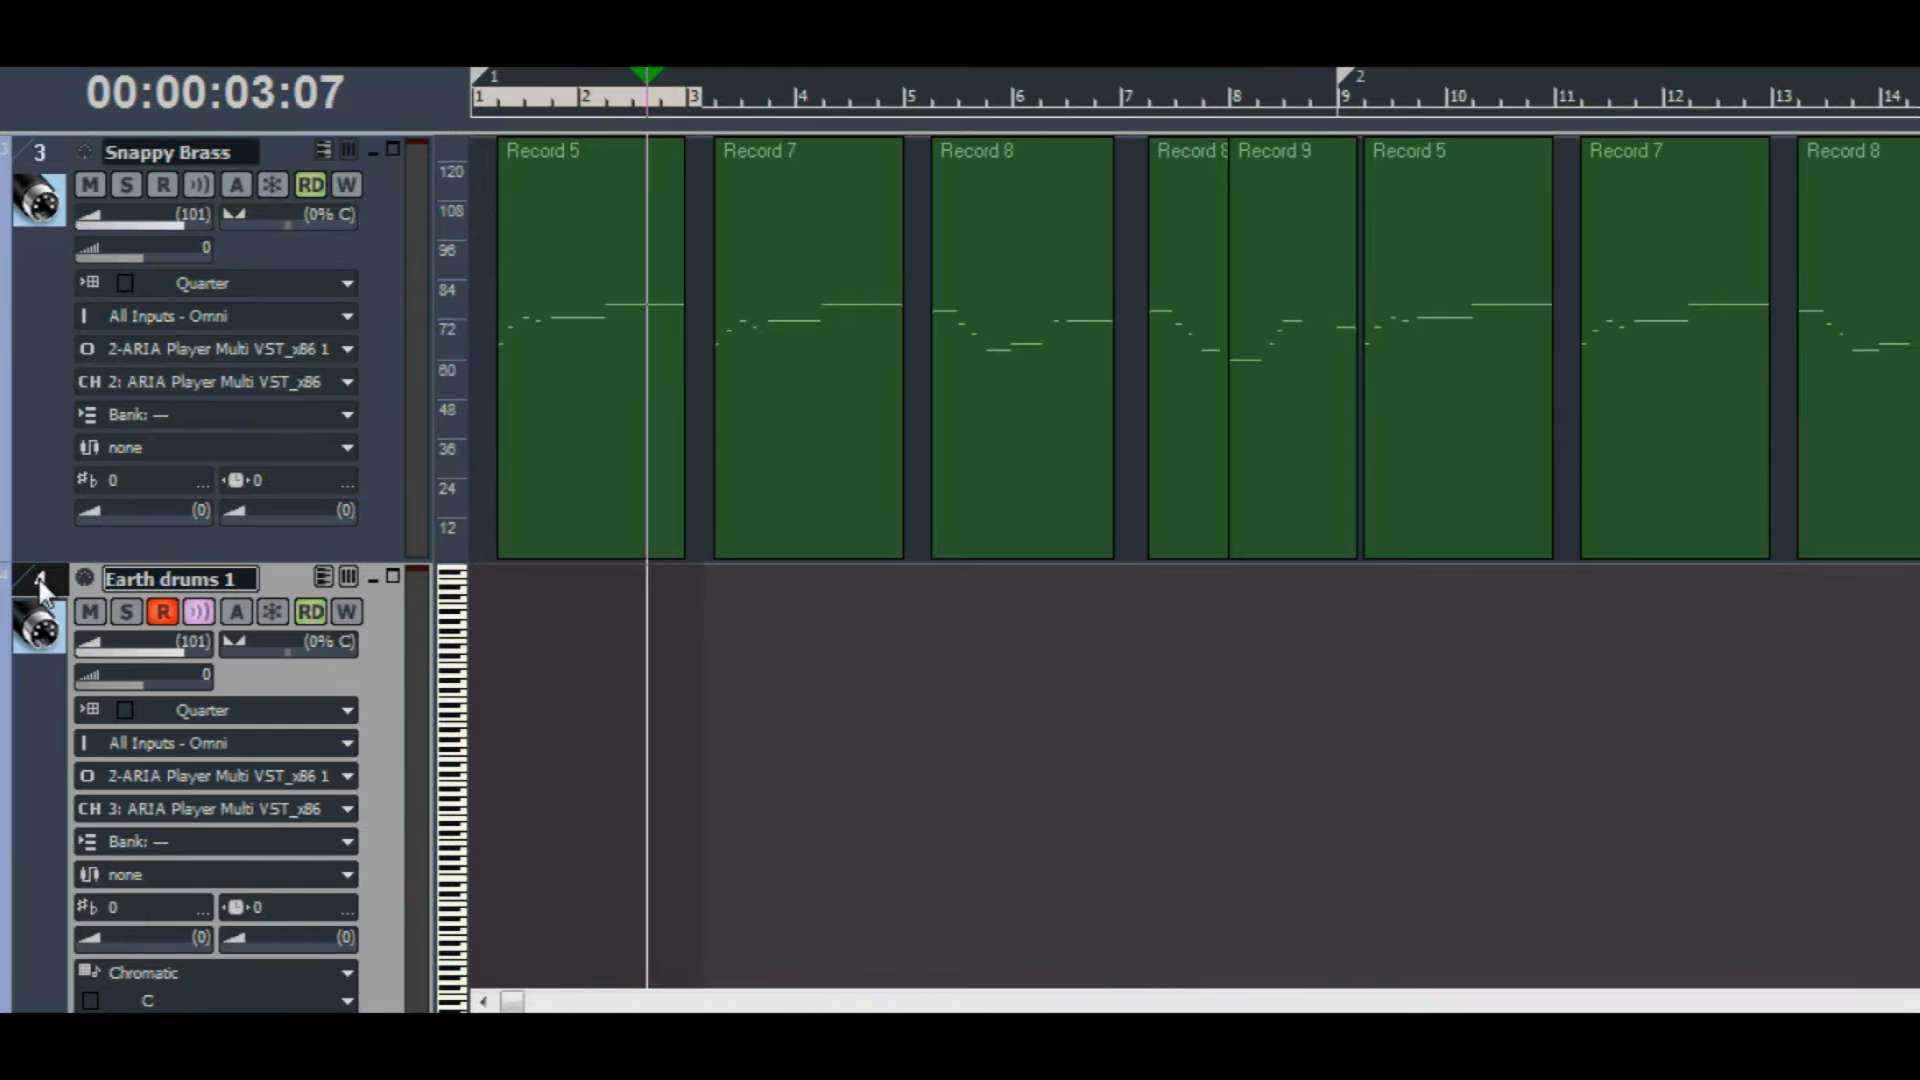 00:00:03:07
1 2
1 2 3 4 5 6 7 8 9 10 11 12 13 14
3 Snappy Brass
M S R A RD W
(101) (0% C)
0
Quarter
All Inputs - Omni
O 2-ARIA Player Multi VST_x86 1
CH 2: ARIA Player Multi VST_x86
Bank: ---
none
0 ... 0 ...
(0) (0)
120
108
96
84
72
60
48
36
24
12
Record 5 Record 7 Record 8 Record 8 Record 9 Record 5 Record 7 Record 8
4 Earth drums 1
M S R A RD W
(101) (0% C)
0
Quarter
All Inputs - Omni
O 2-ARIA Player Multi VST_x86 1
CH 3: ARIA Player Multi VST_x86
Bank: ---
none
0 ... 0 ...
(0) (0)
Chromatic
C